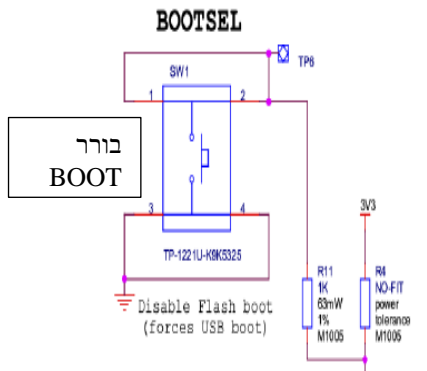 BOOTSEL
TP6
SW1
1
2
בורר
BOOT
3
4
TP-1221U-K9K5325
3V3
Disable Flash boot
(forces USB boot)
R11
1K
63mW
1%
M1005
R4
NO-FIT
power
tolerance
M1005